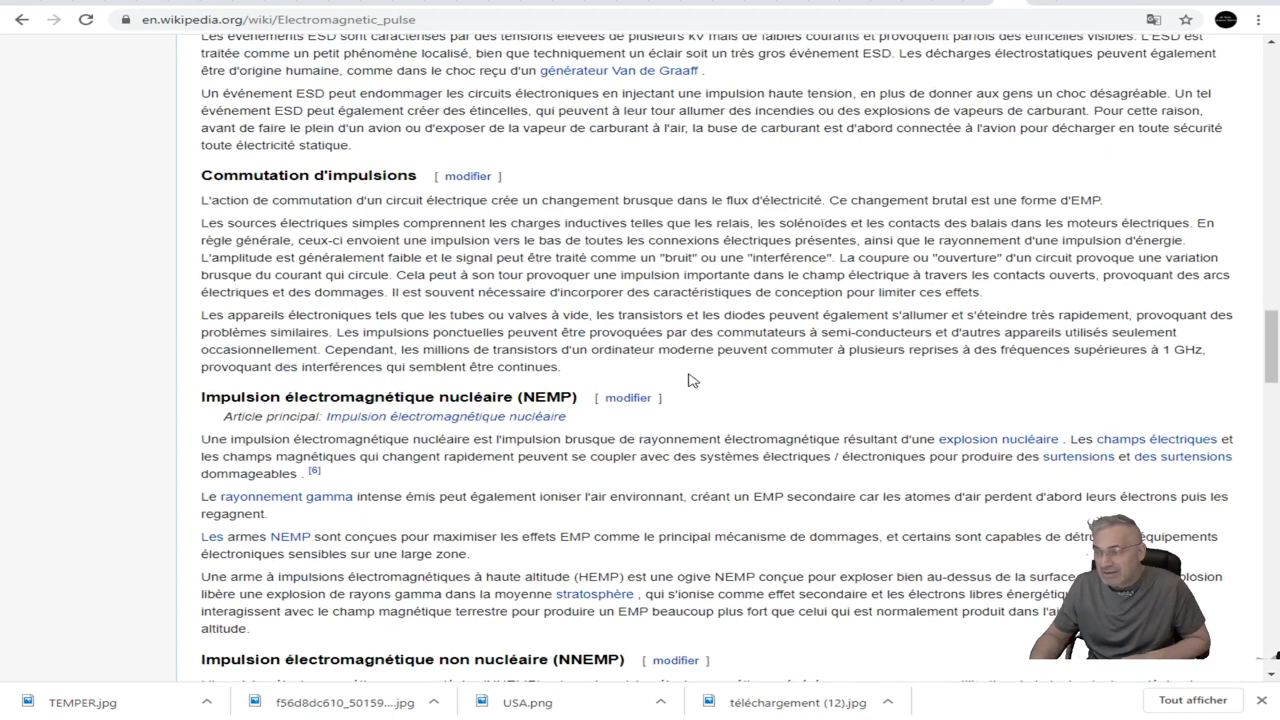 en.wikipedia.org/wiki/Electromagnetic_pulse
Les événements ESD sont caractérisés par des tensions élevées de plusieurs kV mais de faibles courants et provoquent parfois des étincelles visibles. L'ESD est
traitée comme un petit phénomène localisé, bien que techniquement un éclair soit un très gros événement ESD. Les décharges électrostatiques peuvent également
être d'origine humaine, comme dans le choc reçu d'un générateur Van de Graaff .
Un événement ESD peut endommager les circuits électroniques en injectant une impulsion haute tension, en plus de donner aux gens un choc désagréable. Un tel
événement ESD peut également créer des étincelles, qui peuvent à leur tour allumer des incendies ou des explosions de vapeurs de carburant. Pour cette raison,
avant de faire le plein d'un avion ou d'exposer de la vapeur de carburant à l'air, la buse de carburant est d'abord connectée à l'avion pour décharger en toute sécurité
toute électricité statique.
Commutation d'impulsions [ modifier ]
L'action de commutation d'un circuit électrique crée un changement brusque dans le flux d'électricité. Ce changement brutal est une forme d'EMP.
Les sources électriques simples comprennent les charges inductives telles que les relais, les solénoïdes et les contacts des balais dans les moteurs électriques. En
règle générale, ceux-ci envoient une impulsion vers le bas de toutes les connexions électriques présentes, ainsi que le rayonnement d'une impulsion d'énergie.
L'amplitude est généralement faible et le signal peut être traité comme un "bruit" ou une "interférence". La coupure ou "ouverture" d'un circuit provoque une variation
brusque du courant qui circule. Cela peut à son tour provoquer une impulsion importante dans le champ électrique à travers les contacts ouverts, provoquant des arcs
électriques et des dommages. Il est souvent nécessaire d'incorporer des caractéristiques de conception pour limiter ces effets.
Les appareils électroniques tels que les tubes ou valves à vide, les transistors et les diodes peuvent également s'allumer et s'éteindre très rapidement, provoquant des
problèmes similaires. Les impulsions ponctuelles peuvent être provoquées par des commutateurs à semi-conducteurs et d'autres appareils utilisés seulement
occasionnellement. Cependant, les millions de transistors d'un ordinateur moderne peuvent commuter à plusieurs reprises à des fréquences supérieures à 1 GHz,
provoquant des interférences qui semblent être continues.
Impulsion électromagnétique nucléaire (NEMP) [ modifier ]
Article principal: Impulsion électromagnétique nucléaire
Une impulsion électromagnétique nucléaire est l'impulsion brusque de rayonnement électromagnétique résultant d'une explosion nucléaire . Les champs électriques et
les champs magnétiques qui changent rapidement peuvent se coupler avec des systèmes électriques / électroniques pour produire des surtensions et des surtensions
dommageables . [6]
Le rayonnement gamma intense émis peut également ioniser l'air environnant, créant un EMP secondaire car les atomes d'air perdent d'abord leurs électrons puis les
regagnent.
Les armes NEMP sont conçues pour maximiser les effets EMP comme le principal mécanisme de dommages, et certains sont capables de équipements
électroniques sensibles sur une large zone.
Une arme à impulsions électromagnétiques à haute altitude (HEMP) est une ogive NEMP conçue pour exploser bien au-dessus de la surface
libère une explosion de rayons gamma dans la moyenne stratosphère , qui s'ionise comme effet secondaire et les électrons libres
interagissent avec le champ magnétique terrestre pour produire un EMP beaucoup plus fort que celui qui est normalement produit dans
altitude.
Impulsion électromagnétique non nucléaire (NNEMP) [ modifier ]
TEMPER.jpg
f56d8dc610_50159....jpg
USA.png
téléchargement (12).jpg
Tout afficher